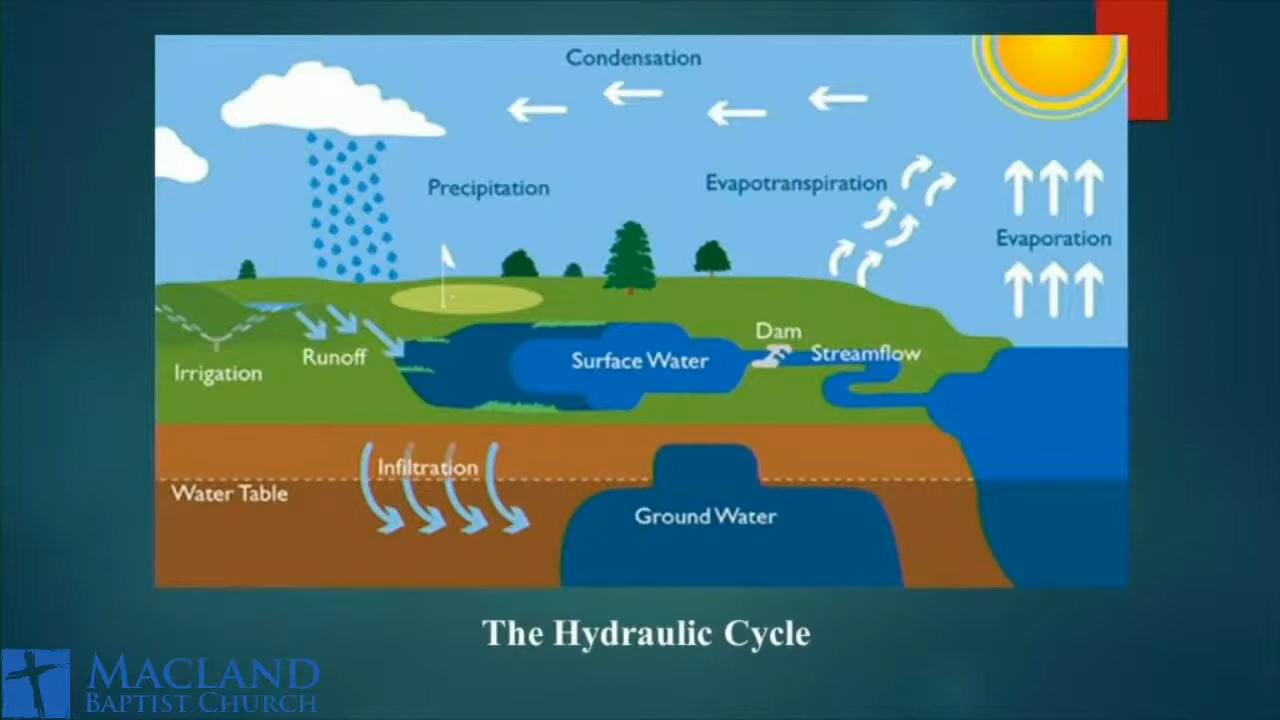 Condensation
Precipitation
Evapotranspiration
Evaporation
Dam
Irrigation
Runoff
Surface Water
Streamflow
Infiltration
Water Table
Ground Water
The Hydraulic Cycle
MACLAND
BAPTIST CHURCH